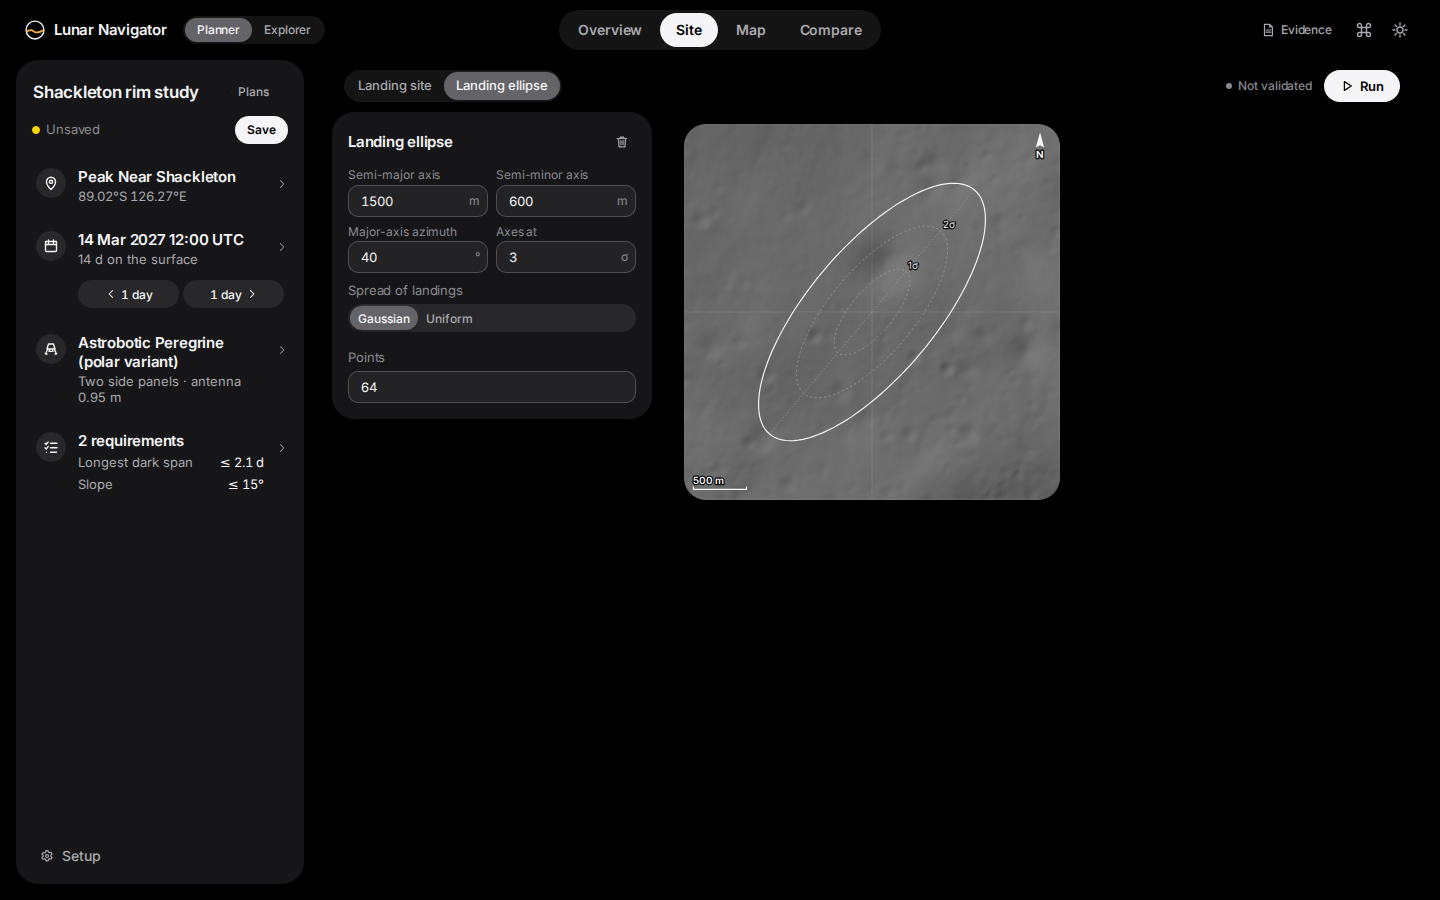 Lunar Navigator
Planner
Explorer
Overview
Site
Map
Compare
Evidence
Shackleton rim study
Plans
Unsaved
Save
Peak Near Shackleton
89.02°S 126.27°E
14 Mar 2027 12:00 UTC
14 d on the surface
1 day
1 day
Astrobotic Peregrine
(polar variant)
Two side panels · antenna
0.95 m
2 requirements
Longest dark span ≤ 2.1 d
Slope ≤ 15°
Setup
Landing site
Landing ellipse
Not validated
Run
Landing ellipse
Semi-major axis
Semi-minor axis
1500 m
600 m
Major-axis azimuth
Axes at
40 °
3 σ
Spread of landings
Gaussian
Uniform
Points
64
N
2σ
1σ
500 m